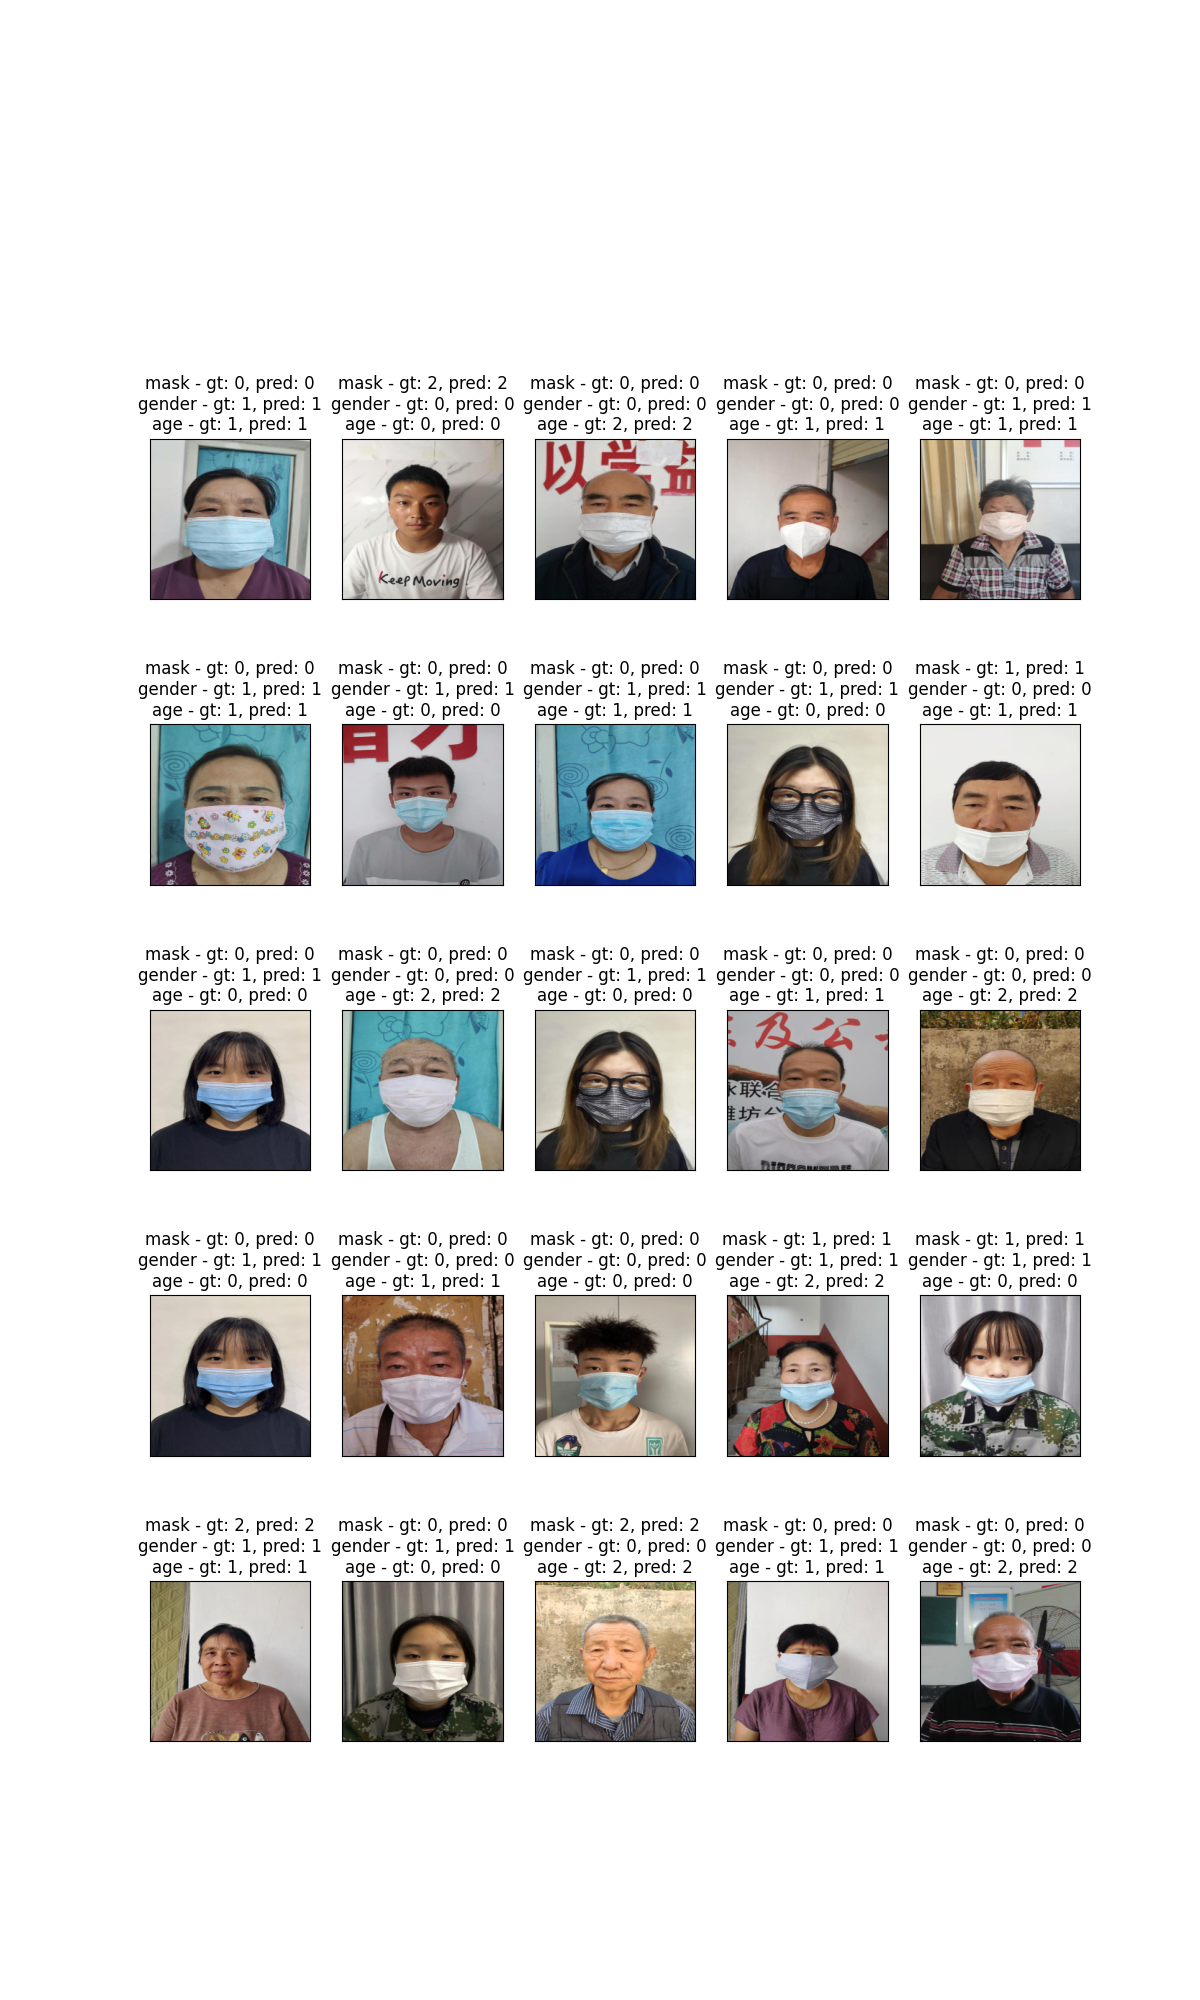 mask - gt: 0, pred: 0
gender - gt: 1, pred: 1
age - gt: 1, pred: 1
mask - gt: 2, pred: 2
gender - gt: 0, pred: 0
age - gt: 0, pred: 0
mask - gt: 0, pred: 0
gender - gt: 0, pred: 0
age - gt: 2, pred: 2
mask - gt: 0, pred: 0
gender - gt: 0, pred: 0
age - gt: 1, pred: 1
mask - gt: 0, pred: 0
gender - gt: 1, pred: 1
age - gt: 1, pred: 1
Keep Moving
以学益
mask - gt: 0, pred: 0
gender - gt: 1, pred: 1
age - gt: 1, pred: 1
mask - gt: 0, pred: 0
gender - gt: 1, pred: 1
age - gt: 0, pred: 0
mask - gt: 0, pred: 0
gender - gt: 1, pred: 1
age - gt: 1, pred: 1
mask - gt: 0, pred: 0
gender - gt: 1, pred: 1
age - gt: 0, pred: 0
mask - gt: 1, pred: 1
gender - gt: 0, pred: 0
age - gt: 1, pred: 1
mask - gt: 0, pred: 0
gender - gt: 1, pred: 1
age - gt: 0, pred: 0
mask - gt: 0, pred: 0
gender - gt: 0, pred: 0
age - gt: 2, pred: 2
mask - gt: 0, pred: 0
gender - gt: 1, pred: 1
age - gt: 0, pred: 0
mask - gt: 0, pred: 0
gender - gt: 0, pred: 0
age - gt: 1, pred: 1
mask - gt: 0, pred: 0
gender - gt: 0, pred: 0
age - gt: 2, pred: 2
及公
联合
坊
mask - gt: 0, pred: 0
gender - gt: 1, pred: 1
age - gt: 0, pred: 0
mask - gt: 0, pred: 0
gender - gt: 0, pred: 0
age - gt: 1, pred: 1
mask - gt: 0, pred: 0
gender - gt: 0, pred: 0
age - gt: 0, pred: 0
mask - gt: 1, pred: 1
gender - gt: 1, pred: 1
age - gt: 2, pred: 2
mask - gt: 1, pred: 1
gender - gt: 1, pred: 1
age - gt: 0, pred: 0
mask - gt: 2, pred: 2
gender - gt: 1, pred: 1
age - gt: 1, pred: 1
mask - gt: 0, pred: 0
gender - gt: 1, pred: 1
age - gt: 0, pred: 0
mask - gt: 2, pred: 2
gender - gt: 0, pred: 0
age - gt: 2, pred: 2
mask - gt: 0, pred: 0
gender - gt: 1, pred: 1
age - gt: 1, pred: 1
mask - gt: 0, pred: 0
gender - gt: 0, pred: 0
age - gt: 2, pred: 2